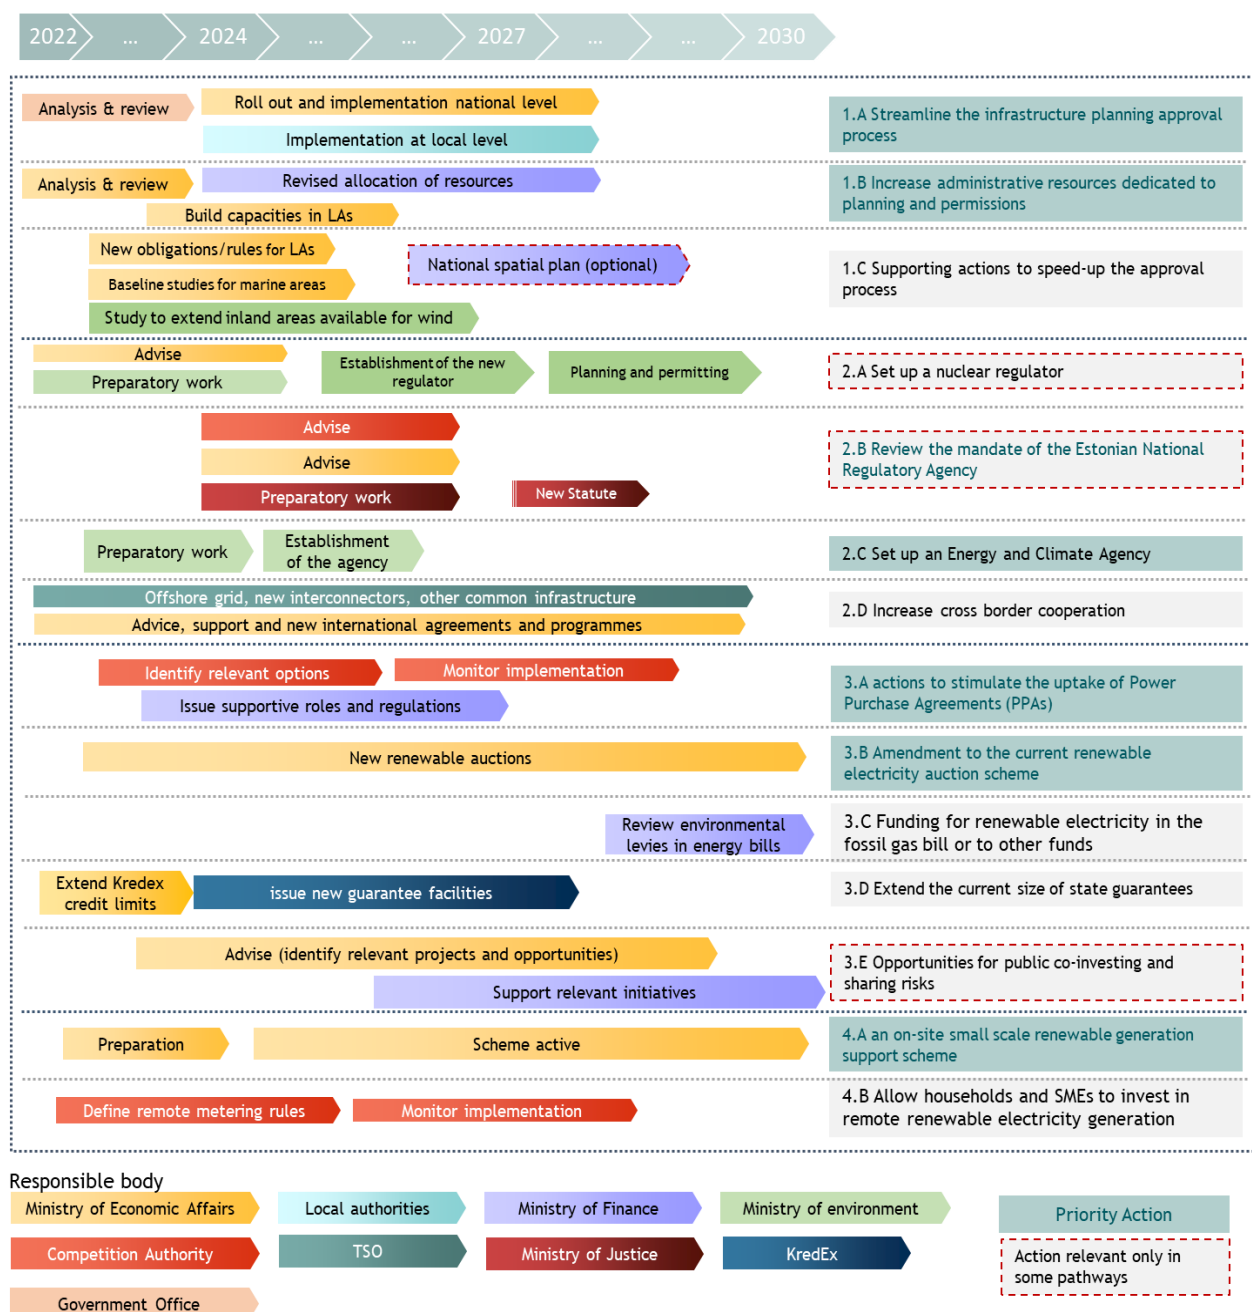 2022 ... 2024 ... ... 2027 ... ... 2030
Analysis & review
Roll out and implementation national level
Implementation at local level
1.A Streamline the infrastructure planning approval
process
Analysis & review
Revised allocation of resources
Build capacities in LAs
1.B Increase administrative resources dedicated to
planning and permissions
New obligations/rules for LAs
National spatial plan (optional)
Baseline studies for marine areas
Study to extend inland areas available for wind
1.C Supporting actions to speed-up the approval
process
Advise
Preparatory work
Establishment of the new
regulator
Planning and permitting
2.A Set up a nuclear regulator
Advise
Advise
Preparatory work
New Statute
2.B Review the mandate of the Estonian National
Regulatory Agency
Preparatory work
Establishment
of the agency
2.C Set up an Energy and Climate Agency
Offshore grid, new interconnectors, other common infrastructure
Advice, support and new international agreements and programmes
2.D Increase cross border cooperation
Identify relevant options
Monitor implementation
Issue supportive roles and regulations
3.A actions to stimulate the uptake of Power
Purchase Agreements (PPAs)
New renewable auctions
3.B Amendment to the current renewable
electricity auction scheme
Review environmental
levies in energy bills
3.C Funding for renewable electricity in the
fossil gas bill or to other funds
Extend Kredex
credit limits
issue new guarantee facilities
3.D Extend the current size of state guarantees
Advise (identify relevant projects and opportunities)
Support relevant initiatives
3.E Opportunities for public co-investing and
sharing risks
Preparation
Scheme active
4.A an on-site small scale renewable generation
support scheme
Define remote metering rules
Monitor implementation
4.B Allow households and SMEs to invest in
remote renewable electricity generation
Responsible body
Ministry of Economic Affairs
Local authorities
Ministry of Finance
Ministry of environment
Priority Action
Competition Authority
TSO
Ministry of Justice
KredEx
Action relevant only in
some pathways
Government Office